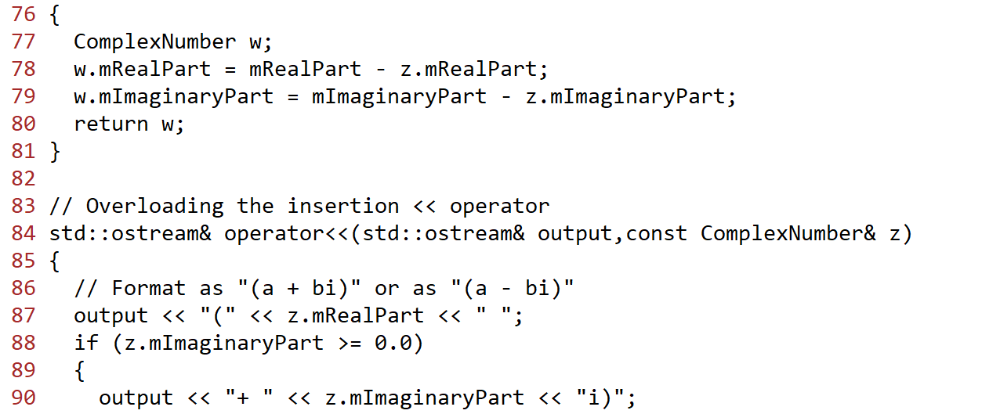 76 {
77   ComplexNumber w;
78   w.mRealPart = mRealPart - z.mRealPart;
79   w.mImaginaryPart = mImaginaryPart - z.mImaginaryPart;
80   return w;
81 }
82
83 // Overloading the insertion << operator
84 std::ostream& operator<<(std::ostream& output,const ComplexNumber& z)
85 {
86   // Format as "(a + bi)" or as "(a - bi)"
87   output << "(" << z.mRealPart << " ";
88   if (z.mImaginaryPart >= 0.0)
89   {
90     output << "+ " << z.mImaginaryPart << "i)";